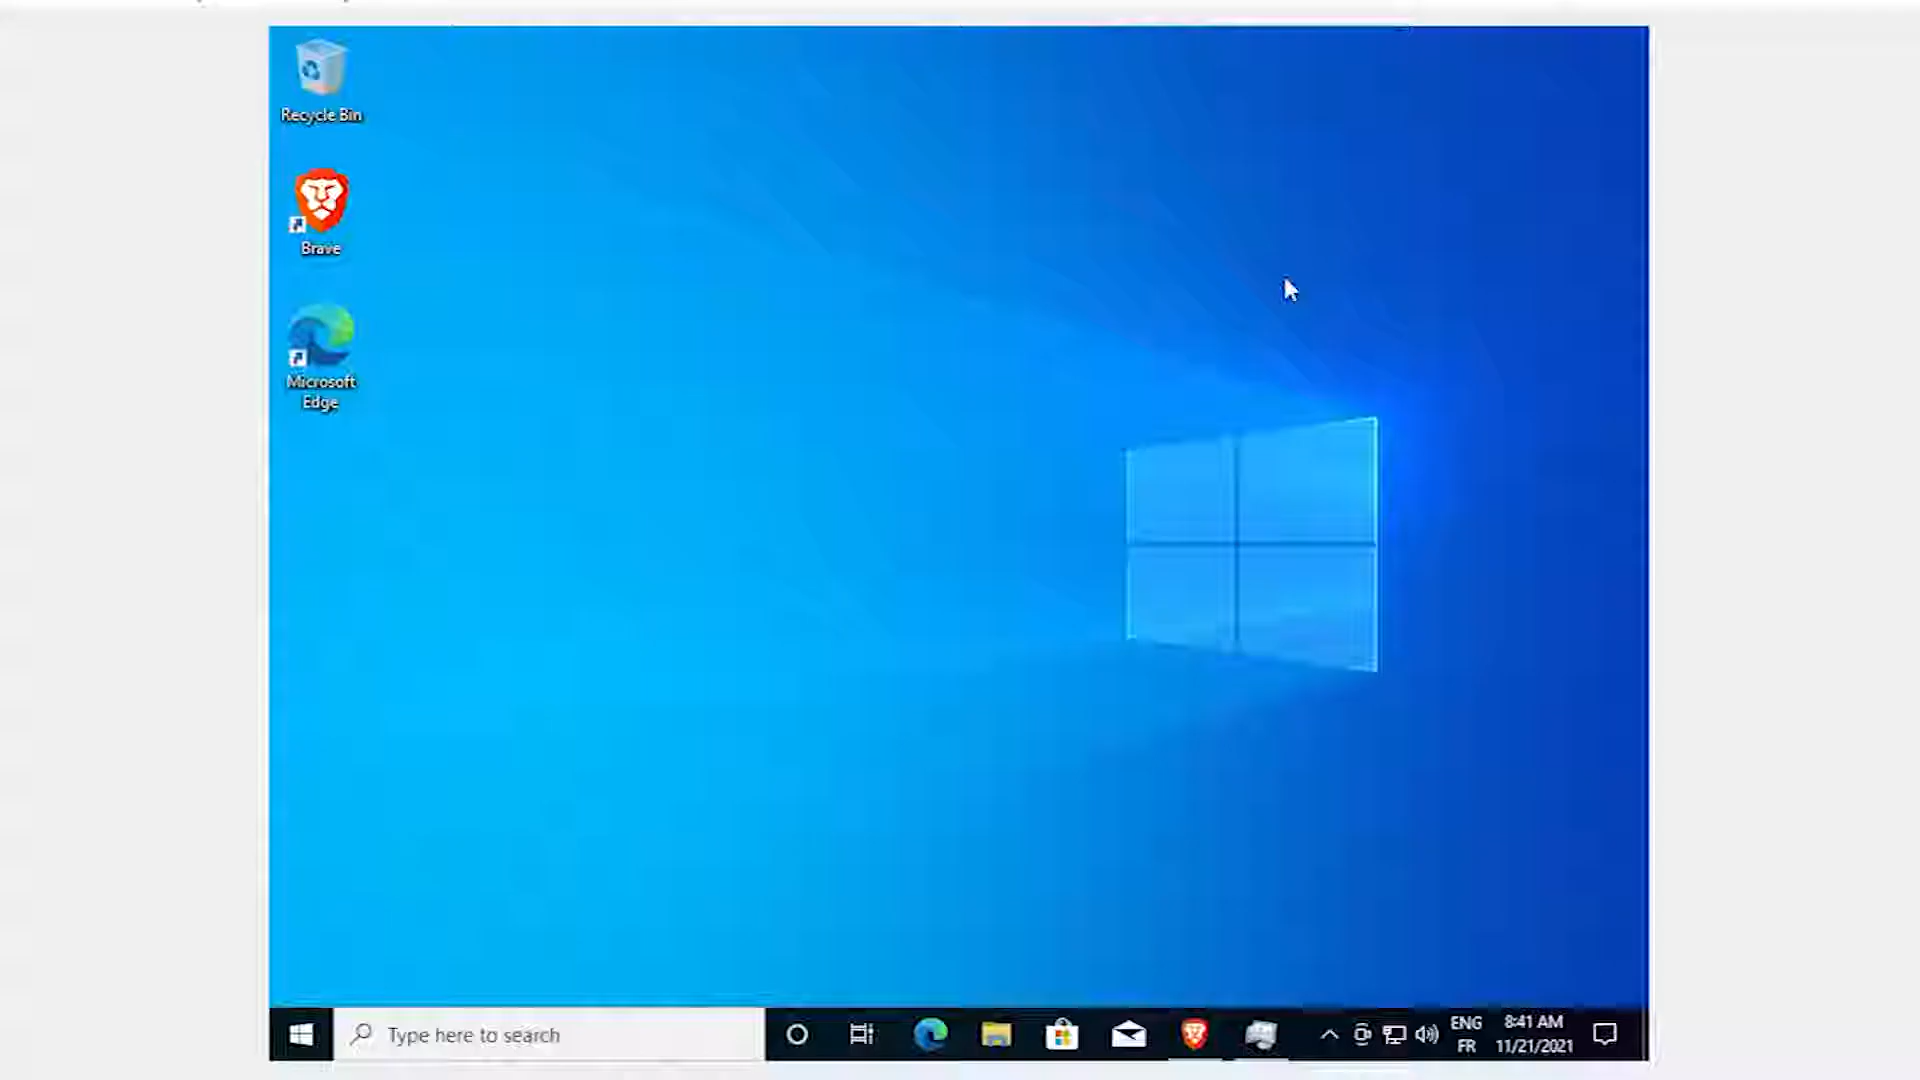 Recycle Bin
Brave
Microsoft
Edge
Type here to search
ENG
FR
8:41 AM
11/21/2021